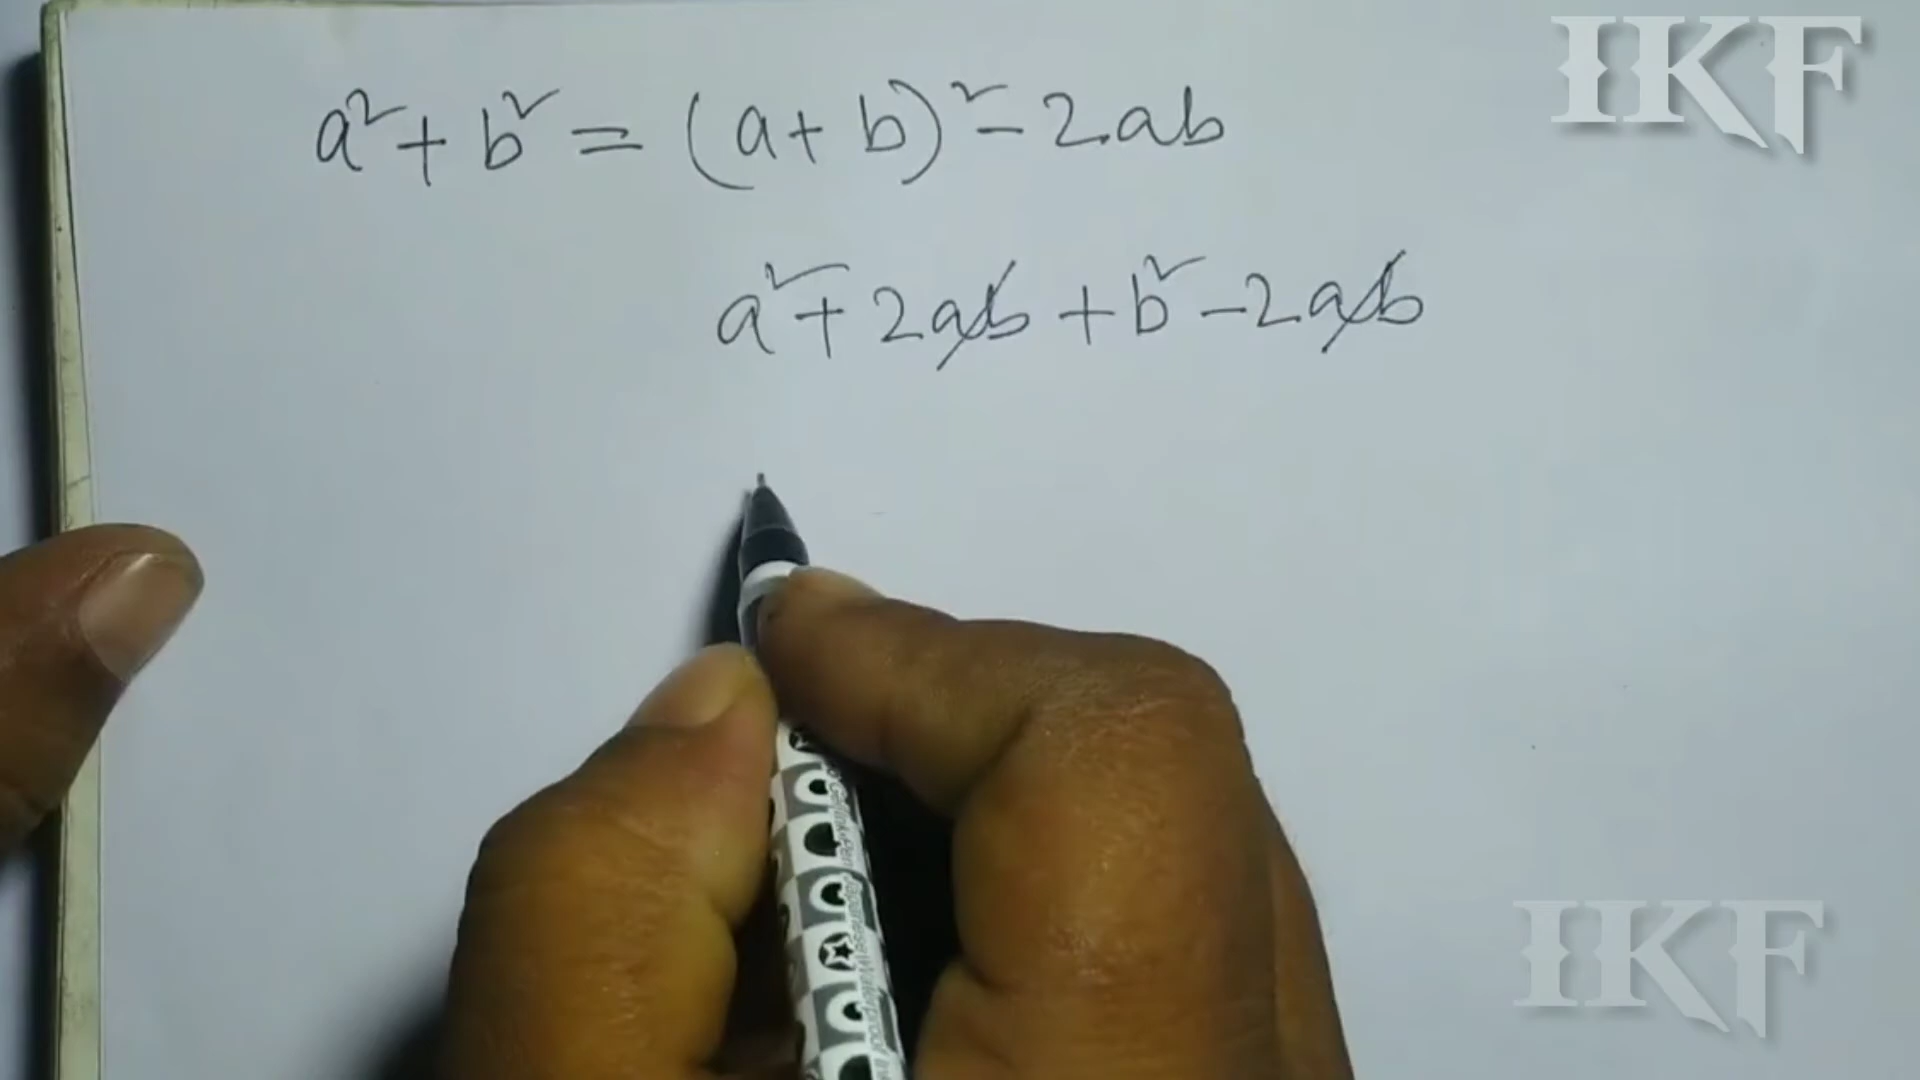 IKF
a² + b² = (a + b)² - 2ab
a² + 2ab + b² - 2ab
IKF